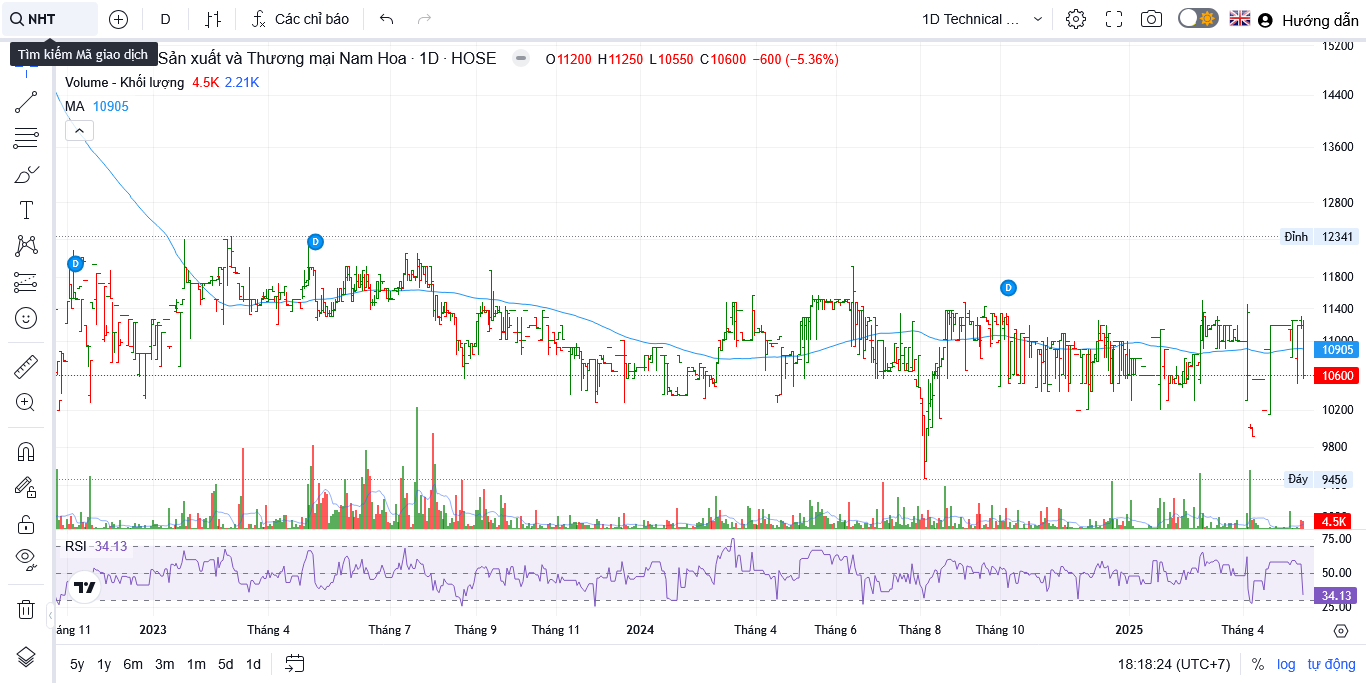 NHT
D
Các chỉ báo
1D Technical ...
Hướng dẫn
Tìm kiếm Mã giao dịch
Sản xuất và Thương mại Nam Hoa · 1D · HOSE
O11200 H11250 L10550 C10600 −600 (−5.36%)
Volume - Khối lượng 4.5K 2.21K
MA 10905
15200
14400
13600
12800
Đỉnh 12341
11800
11400
11000
10905
10600
10200
9800
Đáy 9456
4.5K
D
D
D
RSI 34.13
75.00
50.00
34.13
25.00
áng 11
2023
Tháng 4
Tháng 7
Tháng 9
Tháng 11
2024
Tháng 4
Tháng 6
Tháng 8
Tháng 10
2025
Tháng 4
5y 1y 6m 3m 1m 5d 1d
18:18:24 (UTC+7)
% log tự động